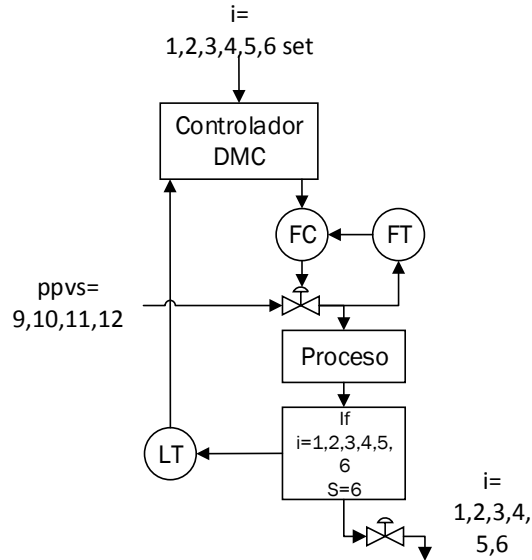 i=
1,2,3,4,5,6 set
Controlador
DMC
FC
FT
ppvs=
9,10,11,12
Proceso
If
i=1,2,3,4,5,
6
S=6
LT
i=
1,2,3,4,
5,6